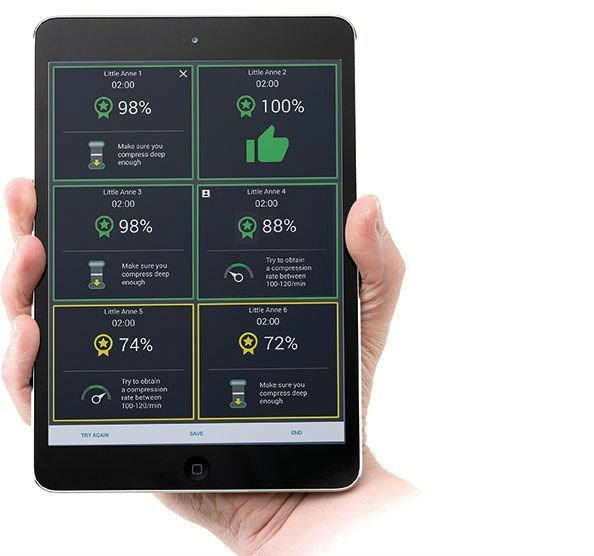 Little Anne 1
02:00
98%
Make sure you
compress deep
enough
Little Anne 2
02:00
100%
Little Anne 3
02:00
98%
Make sure you
compress deep
enough
Little Anne 4
02:00
88%
Try to obtain
a compression
rate between
100-120/min
Little Anne 5
02:00
74%
Try to obtain
a compression
rate between
100-120/min
Little Anne 6
02:00
72%
Make sure you
compress deep
enough
TRY AGAIN
SAVE
END